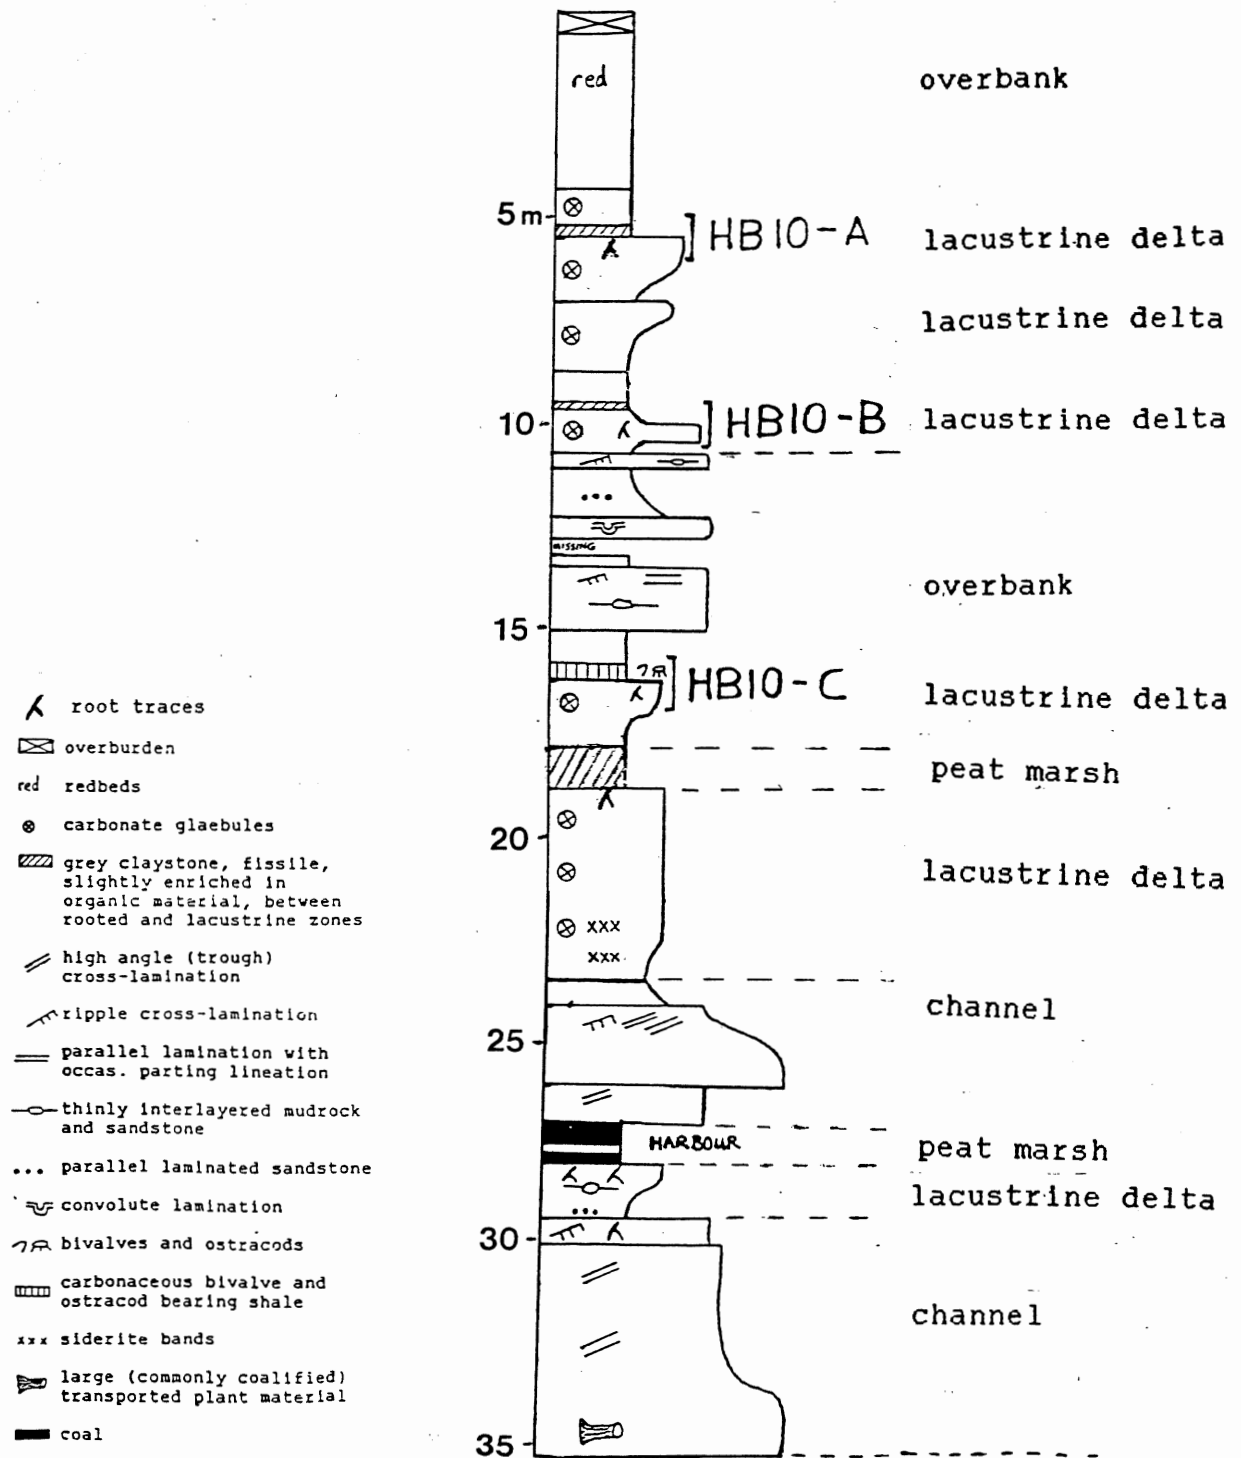 red
overbank
5m
HB10-A
lacustrine delta
lacustrine delta
10
HB10-B
lacustrine delta
MISSING
overbank
15
HB10-C
lacustrine delta
peat marsh
20
lacustrine delta
xxx
xxx
channel
25
HARBOUR
peat marsh
lacustrine delta
30
channel
35
root traces
overburden
red redbeds
carbonate glaebules
grey claystone, fissile,
slightly enriched in
organic material, between
rooted and lacustrine zones
high angle (trough)
cross-lamination
ripple cross-lamination
parallel lamination with
occas. parting lineation
thinly interlayered mudrock
and sandstone
parallel laminated sandstone
convolute lamination
bivalves and ostracods
carbonaceous bivalve and
ostracod bearing shale
xxx siderite bands
large (commonly coalified)
transported plant material
coal